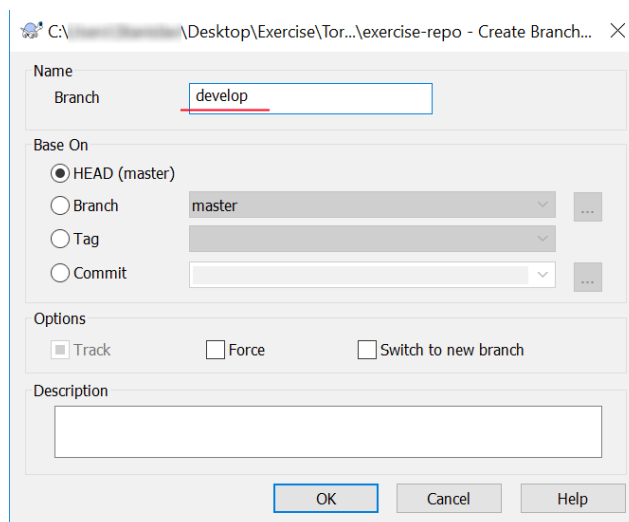 C:\ \Desktop\Exercise\Tor...\exercise-repo - Create Branch...
Name
Branch develop
Base On
HEAD (master)
Branch master ...
Tag
Commit ...
Options
Track Force Switch to new branch
Description
OK Cancel Help